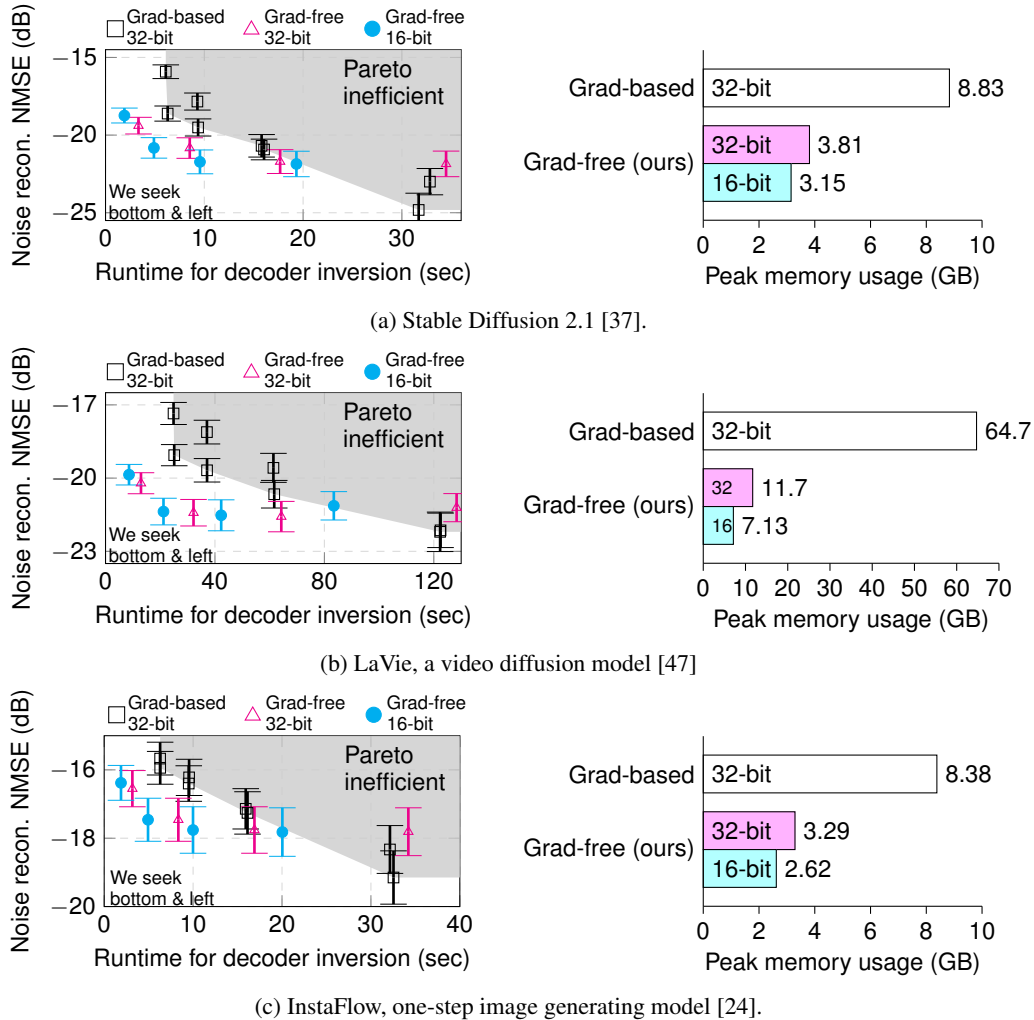 Grad-based 32-bit
Grad-free 32-bit
Grad-free 16-bit
Noise recon. NMSE (dB)
−15
−20
−25
Pareto inefficient
We seek bottom & left
0 10 20 30
Runtime for decoder inversion (sec)
Grad-based
32-bit
8.83
Grad-free (ours)
32-bit
3.81
16-bit
3.15
0 2 4 6 8 10
Peak memory usage (GB)
(a) Stable Diffusion 2.1 [37].
Grad-based 32-bit
Grad-free 32-bit
Grad-free 16-bit
Noise recon. NMSE (dB)
−17
−20
−23
Pareto inefficient
We seek bottom & left
0 40 80 120
Runtime for decoder inversion (sec)
Grad-based
32-bit
64.7
Grad-free (ours)
32
11.7
16
7.13
0 10 20 30 40 50 60 70
Peak memory usage (GB)
(b) LaVie, a video diffusion model [47]
Grad-based 32-bit
Grad-free 32-bit
Grad-free 16-bit
Noise recon. NMSE (dB)
−16
−18
−20
Pareto inefficient
We seek bottom & left
0 10 20 30 40
Runtime for decoder inversion (sec)
Grad-based
32-bit
8.38
Grad-free (ours)
32-bit
3.29
16-bit
2.62
0 2 4 6 8 10
Peak memory usage (GB)
(c) InstaFlow, one-step image generating model [24].